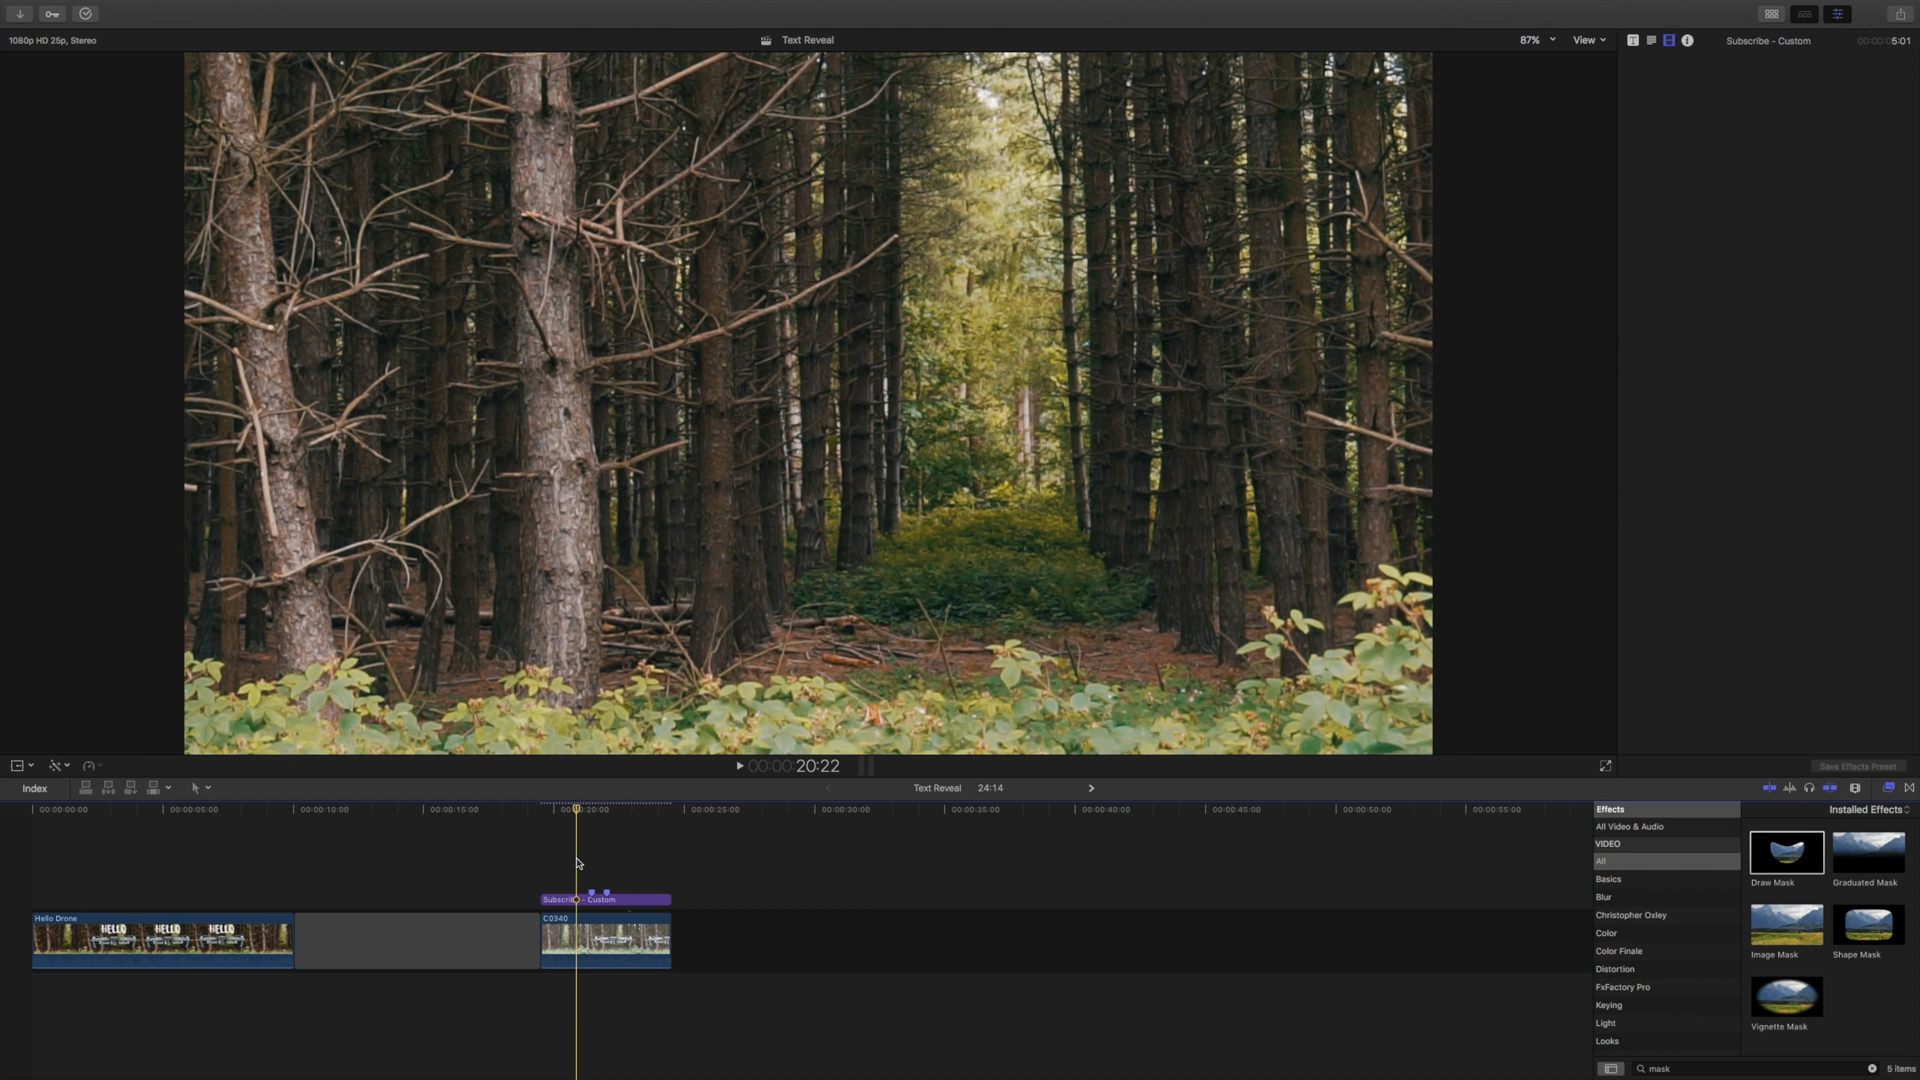 1080p HD 25p, Stereo
Text Reveal
87%
View
Subscribe - Custom
00:00:05:01
00:00:00:20:22
Save Effects Preset
Index
Text Reveal
24:14
00:00:00:00
00:00:05:00
00:00:10:00
00:00:15:00
00:00:20:00
00:00:25:00
00:00:30:00
00:00:35:00
00:00:40:00
00:00:45:00
00:00:50:00
00:00:55:00
Effects
Installed Effects
All Video & Audio
VIDEO
All
Basics
Blur
Christopher Oxley
Color
Color Finale
Distortion
FxFactory Pro
Keying
Light
Looks
Draw Mask
Graduated Mask
Image Mask
Shape Mask
Vignette Mask
Custom
Hello Drone
C0340
HELLO HELLO HELLO
mask
5 items